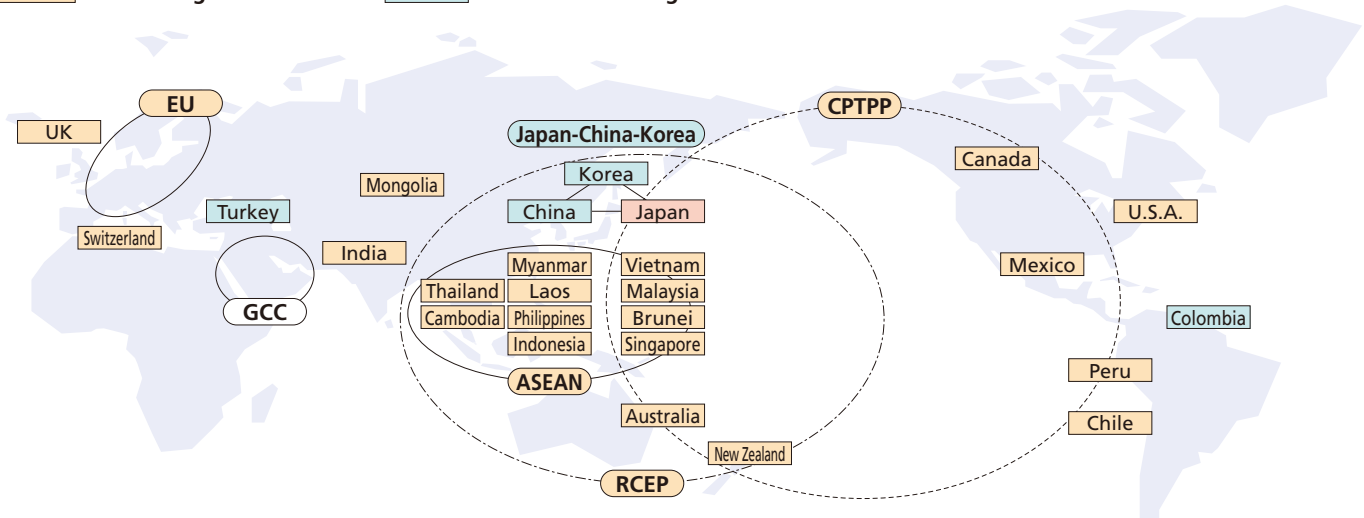 EU
CPTPP
UK
Japan-China-Korea
Canada
Korea
Mongolia
Turkey
China
Japan
U.S.A.
Switzerland
India
Myanmar
Vietnam
Mexico
Thailand
Laos
Malaysia
GCC
Cambodia
Philippines
Brunei
Colombia
Indonesia
Singapore
ASEAN
Peru
Australia
Chile
New Zealand
RCEP